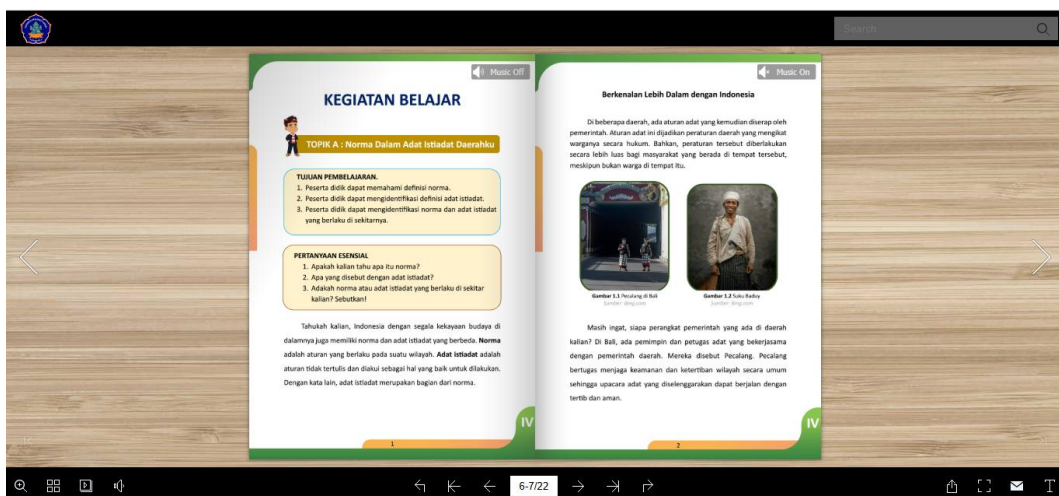 Search
Music Off
KEGIATAN BELAJAR
TOPIK A : Norma Dalam Adat Istiadat Daerahku
TUJUAN PEMBELAJARAN.
1. Peserta didik dapat memahami definisi norma.
2. Peserta didik dapat mengidentifikasi definisi adat istiadat.
3. Peserta didik dapat mengidentifikasi norma dan adat istiadat
yang berlaku di sekitarnya.
PERTANYAAN ESENSIAL
1. Apakah kalian tahu apa itu norma?
2. Apa yang disebut dengan adat istiadat?
3. Adakah norma atau adat istiadat yang berlaku di sekitar
kalian? Sebutkan!
Tahukah kalian, Indonesia dengan segala kekayaan budaya di
dalamnya juga memiliki norma dan adat istiadat yang berbeda. Norma
adalah aturan yang berlaku pada suatu wilayah. Adat istiadat adalah
aturan tidak tertulis dan diakui sebagai hal yang baik untuk dilakukan.
Dengan kata lain, adat istiadat merupakan bagian dari norma.
IV
1
Music On
Berkenalan Lebih Dalam dengan Indonesia
Di beberapa daerah, ada aturan adat yang kemudian diserap oleh
pemerintah. Aturan adat ini dijadikan peraturan daerah yang mengikat
warganya secara hukum. Bahkan, peraturan tersebut diberlakukan
secara lebih luas bagi masyarakat yang berada di tempat tersebut,
meskipun bukan warga di tempat itu.
Gambar 1.1 Pecalang di Bali
Sumber: Bing.com
Gambar 1.2 Suku Baduy
Sumber: Bing.com
Masih ingat, siapa perangkat pemerintah yang ada di daerah
kalian? Di Bali, ada pemimpin dan petugas adat yang bekerjasama
dengan pemerintah daerah. Mereka disebut Pecalang. Pecalang
bertugas menjaga keamanan dan ketertiban wilayah secara umum
sehingga upacara adat yang diselenggarakan dapat berjalan dengan
tertib dan aman.
IV
2
6-7/22